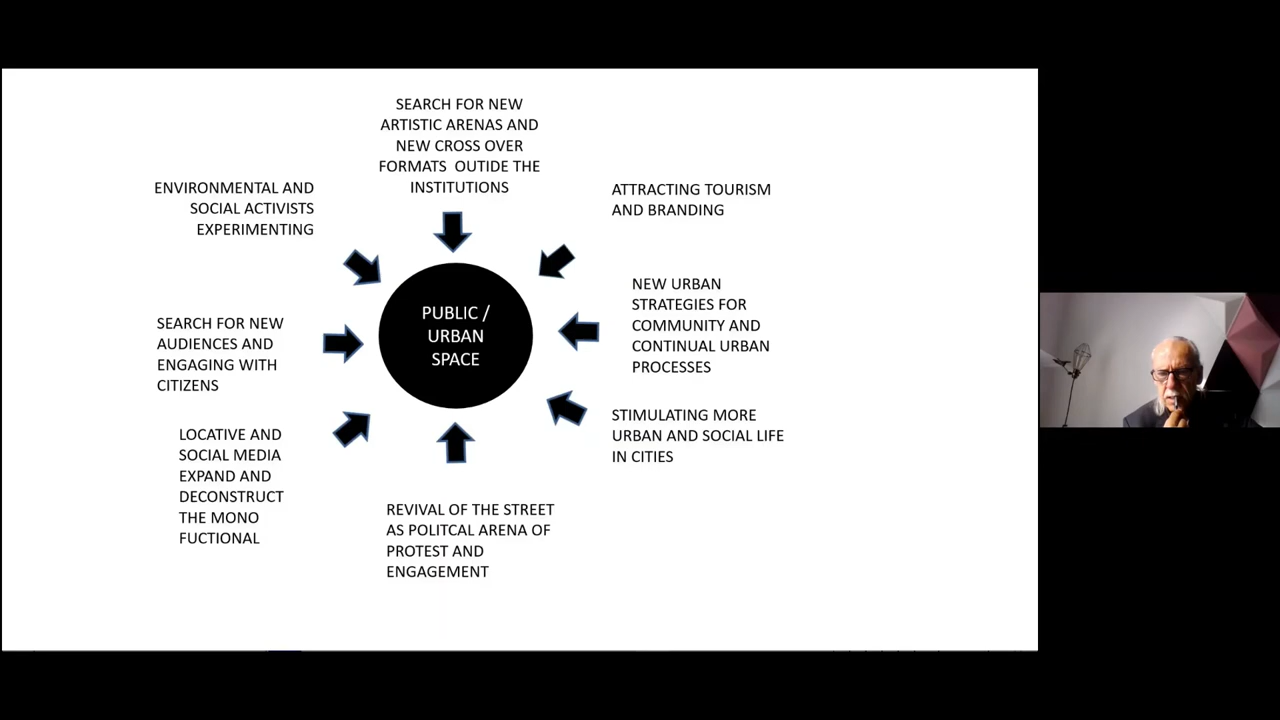 SEARCH FOR NEW
ARTISTIC ARENAS AND
NEW CROSS OVER
FORMATS OUTIDE THE
INSTITUTIONS
ENVIRONMENTAL AND
SOCIAL ACTIVISTS
EXPERIMENTING
ATTRACTING TOURISM
AND BRANDING
NEW URBAN
STRATEGIES FOR
COMMUNITY AND
CONTINUAL URBAN
PROCESSES
PUBLIC /
URBAN
SPACE
SEARCH FOR NEW
AUDIENCES AND
ENGAGING WITH
CITIZENS
STIMULATING MORE
URBAN AND SOCIAL LIFE
IN CITIES
LOCATIVE AND
SOCIAL MEDIA
EXPAND AND
DECONSTRUCT
THE MONO
FUCTIONAL
REVIVAL OF THE STREET
AS POLITCAL ARENA OF
PROTEST AND
ENGAGEMENT